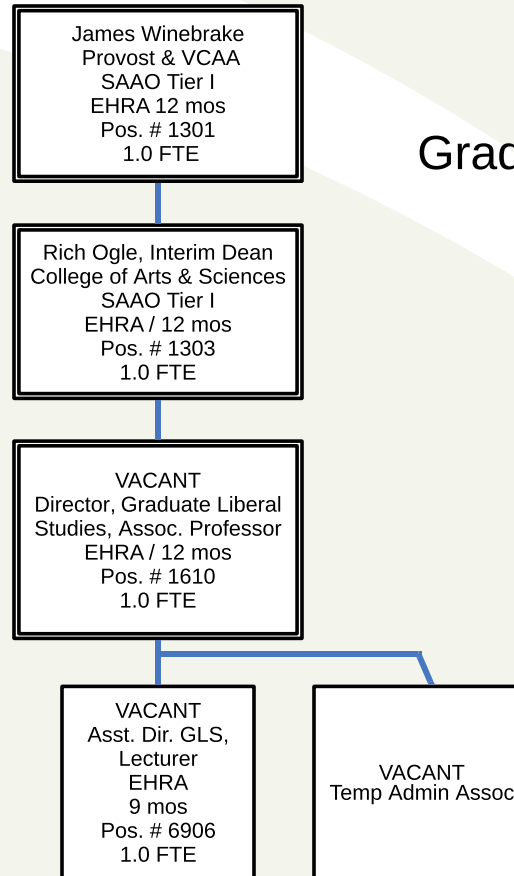 James Winebrake
Provost & VCAA
SAAO Tier I
EHRA 12 mos
Pos. # 1301
1.0 FTE
Grad
Rich Ogle, Interim Dean
College of Arts & Sciences
SAAO Tier I
EHRA / 12 mos
Pos. # 1303
1.0 FTE
VACANT
Director, Graduate Liberal
Studies, Assoc. Professor
EHRA / 12 mos
Pos. # 1610
1.0 FTE
VACANT
Asst. Dir. GLS,
Lecturer
EHRA
9 mos
Pos. # 6906
1.0 FTE
VACANT
Temp Admin Assoc